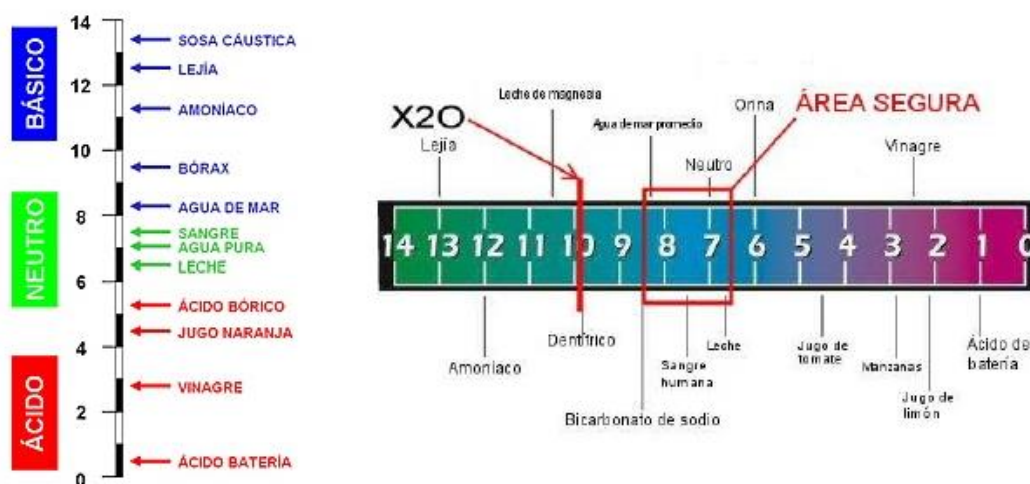 14
12
10
8
6
4
2
0
BÁSICO
NEUTRO
ÁCIDO
SOSA CÁUSTICA
LEJÍA
AMONÍACO
BÓRAX
AGUA DE MAR
SANGRE
AGUA PURA
LECHE
ÁCIDO BÓRICO
JUGO NARANJA
VINAGRE
ÁCIDO BATERÍA
Leche de magnesia
Orina
ÁREA SEGURA
X2O
Agua de mar promedio
Lejía
Neutro
Vinagre
14 13 12 11 10 9 8 7 6 5 4 3 2 1 0
Dentífrico
Amoníaco
Sangre
humana
Leche
Jugo de
tomate
Manzanas
Ácido de
batería
Jugo de
limón
Bicarbonato de sodio